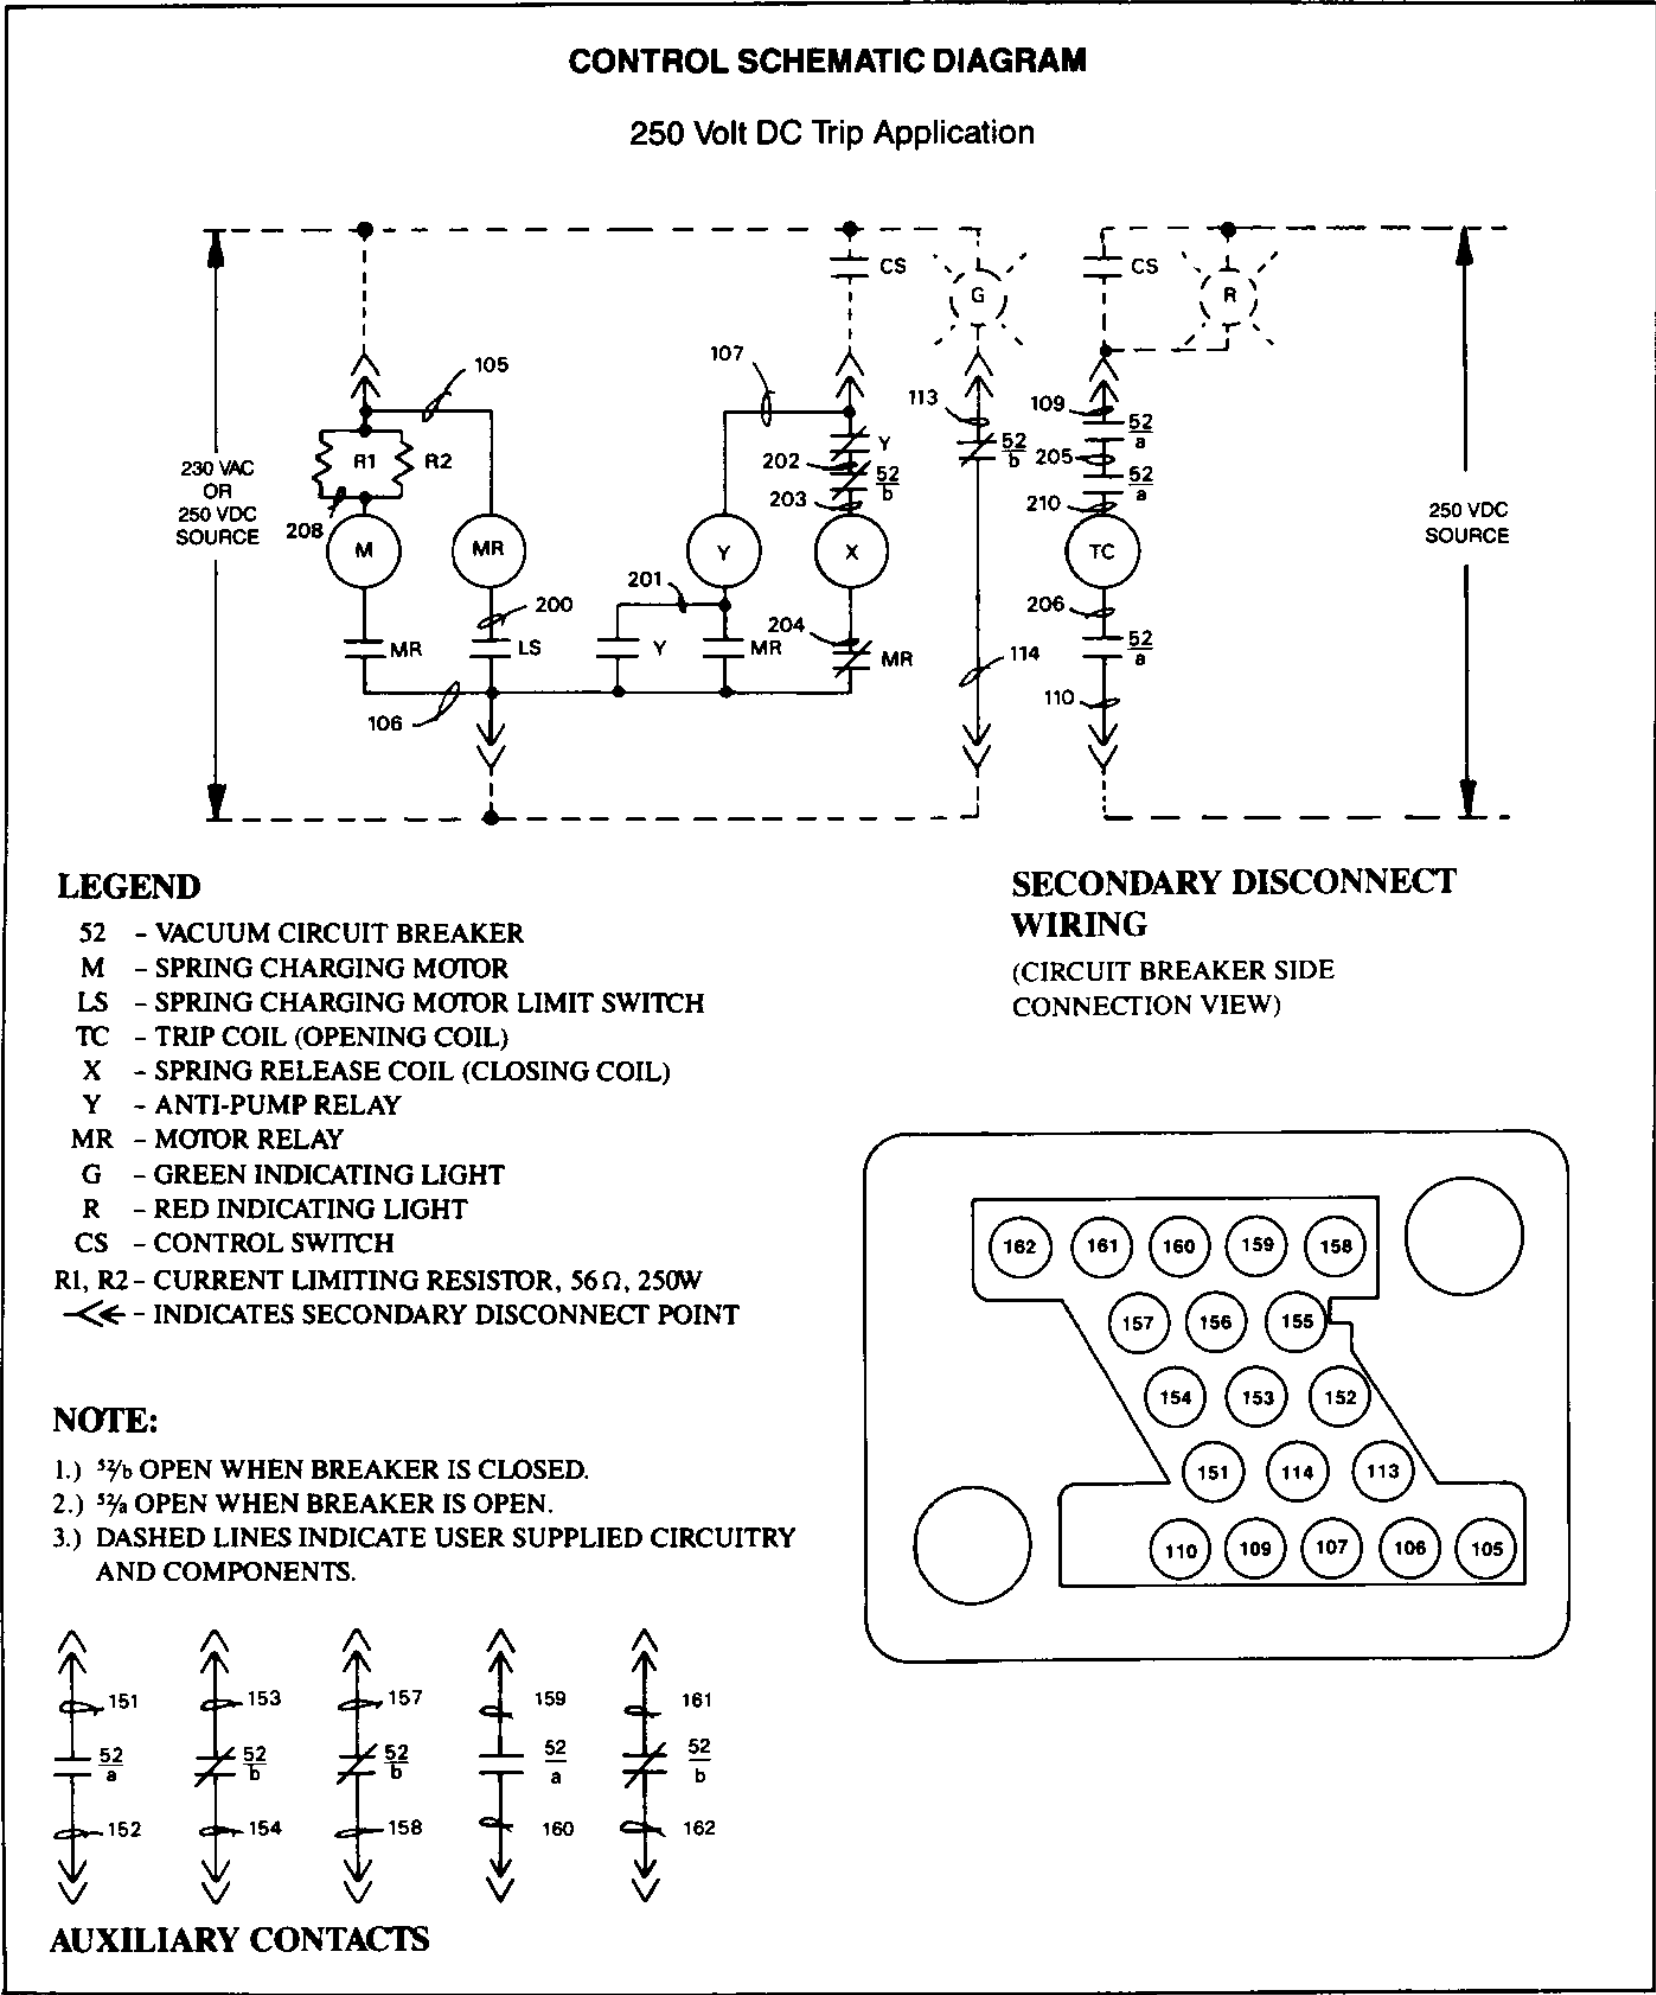 CONTROL SCHEMATIC DIAGRAM
250 Volt DC Trip Application
CS
G
CS
R
105
107
113
109
52
a
R1
R2
Y
202
52
b
205
52
a
52
b
203
210
230 VAC
OR
250 VDC
SOURCE
208
M
MR
Y
X
TC
250 VDC
SOURCE
201
200
204
206
MR
LS
Y
MR
MR
114
52
a
106
110
LEGEND
52 – VACUUM CIRCUIT BREAKER
M – SPRING CHARGING MOTOR
LS – SPRING CHARGING MOTOR LIMIT SWITCH
TC – TRIP COIL (OPENING COIL)
X – SPRING RELEASE COIL (CLOSING COIL)
Y – ANTI-PUMP RELAY
MR – MOTOR RELAY
G – GREEN INDICATING LIGHT
R – RED INDICATING LIGHT
CS – CONTROL SWITCH
R1, R2 – CURRENT LIMITING RESISTOR, 56Ω, 250W
– INDICATES SECONDARY DISCONNECT POINT
SECONDARY DISCONNECT
WIRING
(CIRCUIT BREAKER SIDE
CONNECTION VIEW)
162 161 160 159 158
157 156 155
154 153 152
151 114 113
110 109 107 106 105
NOTE:
1.) 52/b OPEN WHEN BREAKER IS CLOSED.
2.) 52/a OPEN WHEN BREAKER IS OPEN.
3.) DASHED LINES INDICATE USER SUPPLIED CIRCUITRY
AND COMPONENTS.
151 153 157 159 161
52 52 52 52 52
a b b a b
152 154 158 160 162
AUXILIARY CONTACTS